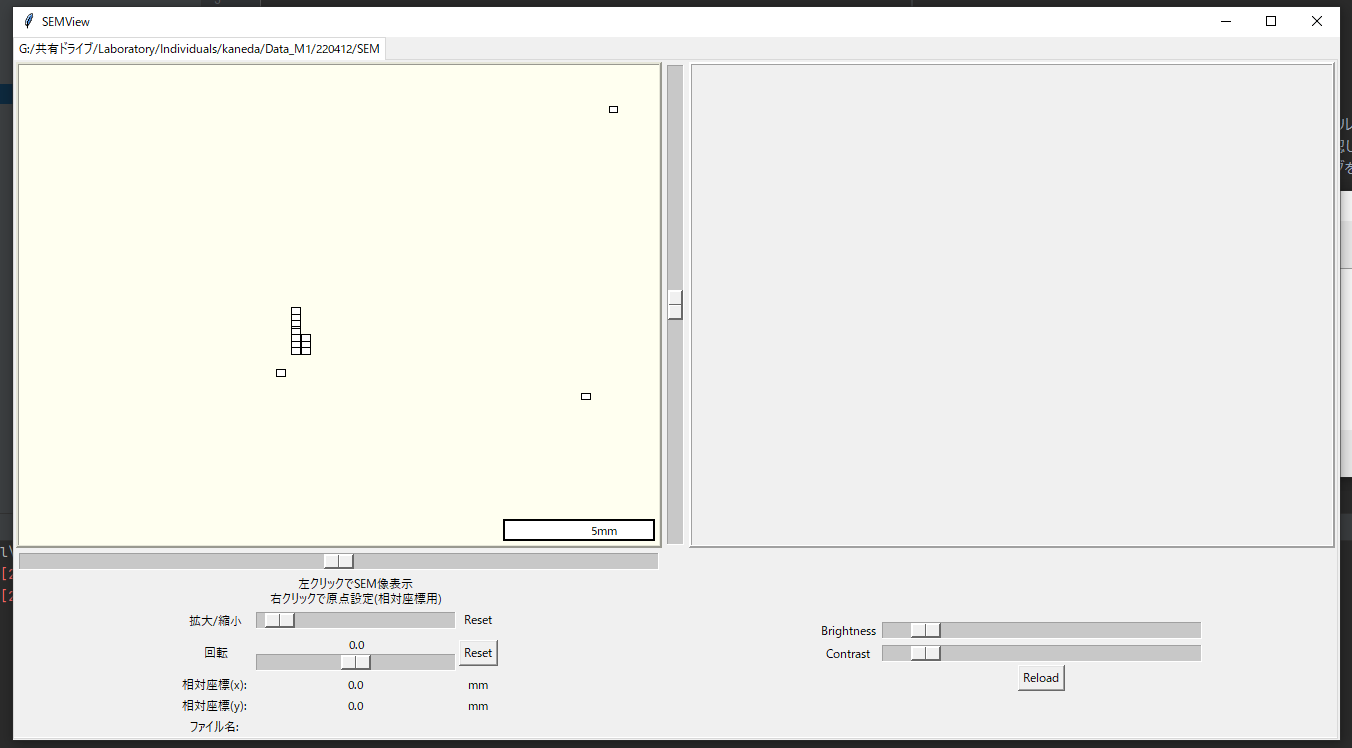 SEMView
G:/共有ドライブ/Laboratory/Individuals/kaneda/Data_M1/220412/SEM
5mm
左クリックでSEM像表示
右クリックで原点設定(相対座標用)
拡大/縮小
Reset
回転
0.0
Reset
相対座標(x):
0.0
mm
相対座標(y):
0.0
mm
ファイル名:
Brightness
Contrast
Reload